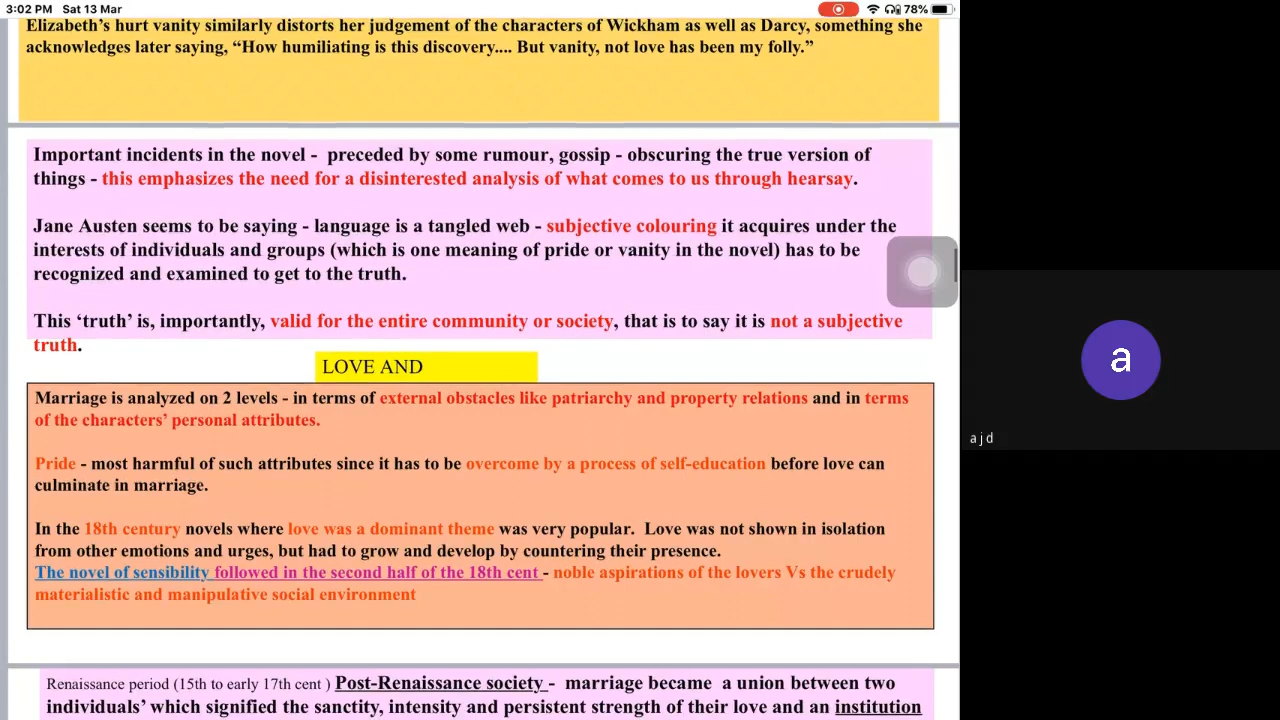 3:02 PM Sat 13 Mar
78%
Elizabeth's hurt vanity similarly distorts her judgement of the characters of Wickham as well as Darcy, something she
acknowledges later saying, “How humiliating is this discovery.... But vanity, not love has been my folly.”
Important incidents in the novel - preceded by some rumour, gossip - obscuring the true version of
things - this emphasizes the need for a disinterested analysis of what comes to us through hearsay.
Jane Austen seems to be saying - language is a tangled web - subjective colouring it acquires under the
interests of individuals and groups (which is one meaning of pride or vanity in the novel) has to be
recognized and examined to get to the truth.
This ‘truth’ is, importantly, valid for the entire community or society, that is to say it is not a subjective
truth.
LOVE AND
Marriage is analyzed on 2 levels - in terms of external obstacles like patriarchy and property relations and in terms
of the characters’ personal attributes.
Pride - most harmful of such attributes since it has to be overcome by a process of self-education before love can
culminate in marriage.
In the 18th century novels where love was a dominant theme was very popular. Love was not shown in isolation
from other emotions and urges, but had to grow and develop by countering their presence.
The novel of sensibility followed in the second half of the 18th cent - noble aspirations of the lovers Vs the crudely
materialistic and manipulative social environment
Renaissance period (15th to early 17th cent ) Post-Renaissance society - marriage became a union between two
individuals’ which signified the sanctity, intensity and persistent strength of their love and an institution
a
ajd